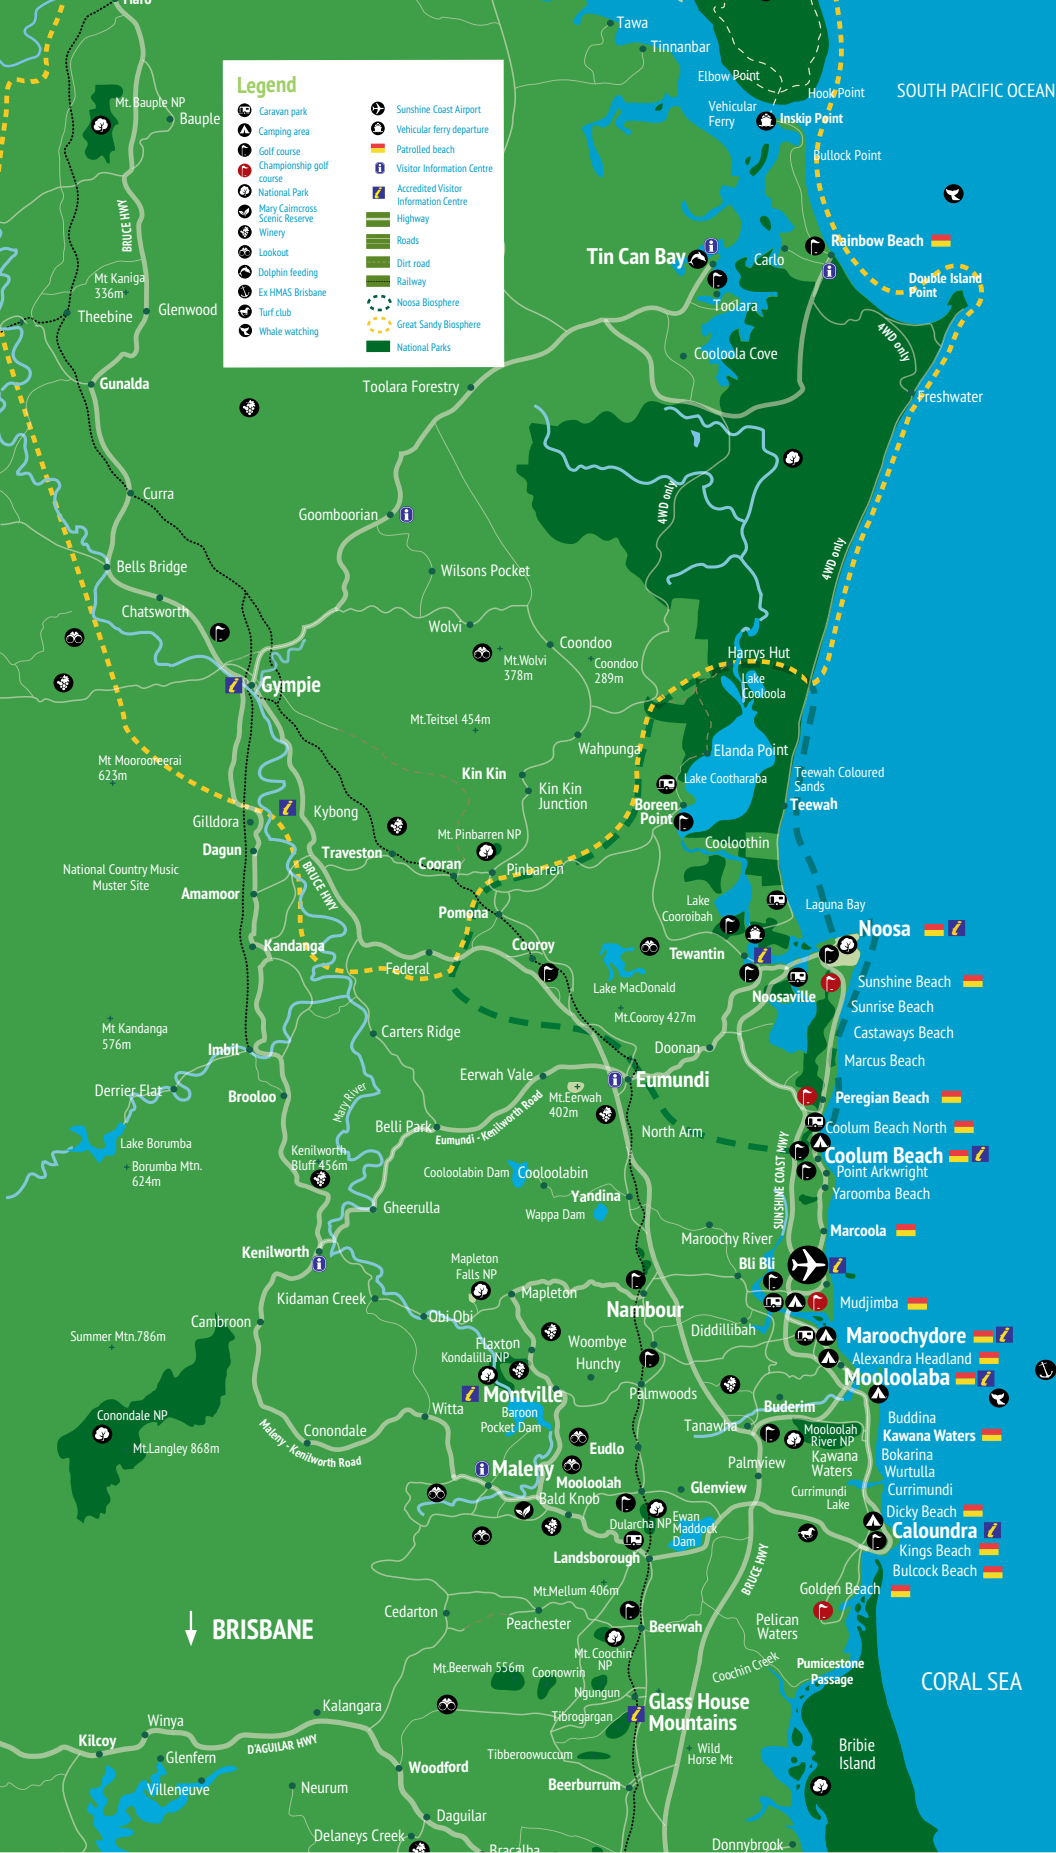 Tawa
Tinnanbar
Elbow Point
Hook Point
SOUTH PACIFIC OCEAN
Vehicular
Ferry
Inskip Point
Bullock Point
Mt. Bauple NP
Bauple
BRUCE HWY
Legend
Caravan park
Camping area
Golf course
Championship golf
course
National Park
Mary Cairncross
Scenic Reserve
Winery
Lookout
Dolphin feeding
Ex HMAS Brisbane
Turf club
Whale watching
Sunshine Coast Airport
Vehicular ferry departure
Patrolled beach
Visitor Information Centre
Accredited Visitor
Information Centre
Highway
Roads
Dirt road
Railway
Noosa Biosphere
Great Sandy Biosphere
National Parks
Rainbow Beach
Tin Can Bay
Carlo
Double Island
Point
Mt Kaniga
336m
Toolara
Theebine
Glenwood
4WD only
Cooloola Cove
Gunalda
Toolara Forestry
Freshwater
Curra
Goomboorian
4WD only
4WD only
Bells Bridge
Wilsons Pocket
Chatsworth
Wolvi
Coondoo
Mt.Wolvi
378m
Coondoo
289m
Harrys Hut
Lake
Cooloola
Gympie
Mt.Teitsel 454m
Wahpunga
Elanda Point
Mt Moorooreerai
623m
Kin Kin
Lake Cootharaba
Teewah Coloured
Sands
Kin Kin
Junction
Boreen
Point
Teewah
Kybong
Gilldora
Mt. Pinbarren NP
Cooloothin
Dagun
Traveston
Cooran
Pinbarren
National Country Music
Muster Site
BRUCE HWY
Amamoor
Lake
Cooroibah
Laguna Bay
Pomona
Noosa
Kandanga
Cooroy
Tewantin
Federal
Lake MacDonald
Noosaville
Sunshine Beach
Sunrise Beach
Mt Kandanga
576m
Mt.Cooroy 427m
Carters Ridge
Castaways Beach
Imbil
Doonan
Marcus Beach
Derrier Flat
Eerwah Vale
Eumundi
Brooloo
Mary River
Mt.Eerwah
402m
Peregian Beach
Belli Park
Eumundi - Kenilworth Road
North Arm
Coolum Beach North
Lake Borumba
Kenilworth
Bluff 456m
SUNSHINE COAST MWY
Coolum Beach
Borumba Mtn.
624m
Cooloolabin Dam
Cooloolabin
Point Arkwright
Yandina
Yaroomba Beach
Gheerulla
Wappa Dam
Maroochy River
Marcoola
Kenilworth
Mapleton
Falls NP
Bli Bli
Kidaman Creek
Mapleton
Mudjimba
Obi Obi
Nambour
Cambroon
Diddillibah
Summer Mtn.786m
Flaxton
Woombye
Maroochydore
Kondalilla NP
Hunchy
Alexandra Headland
Montville
Palmwoods
Mooloolaba
Witta
Baroon
Pocket Dam
Buderim
Conondale NP
Conondale
Tanawha
Mooloolah
River NP
Buddina
Kawana Waters
Mt.Langley 868m
Maleny - Kenilworth Road
Eudlo
Kawana
Waters
Bokarina
Maleny
Palmview
Wurtulla
Mooloolah
Glenview
Currimundi
Bald Knob
Currimundi
Lake
Dicky Beach
Dularcha NP
Ewan
Maddock
Dam
Caloundra
Landsborough
Kings Beach
BRUCE HWY
Bulcock Beach
Mt.Mellum 406m
Golden Beach
Cedarton
Peachester
Beerwah
Pelican
Waters
BRISBANE
Mt. Coochin
NP
Mt.Beerwah 556m
Coonowrin
Coochin Creek
Pumicestone
Passage
CORAL SEA
Ngungun
Glass House
Mountains
Kalangara
Tibrogargan
Winya
Kilcoy
D'AGUILAR HWY
Tibberoowuccum
Wild
Horse Mt
Bribie
Island
Glenfern
Woodford
Villeneuve
Neurum
Beerburrum
Daguilar
Delaneys Creek
Donnybrook